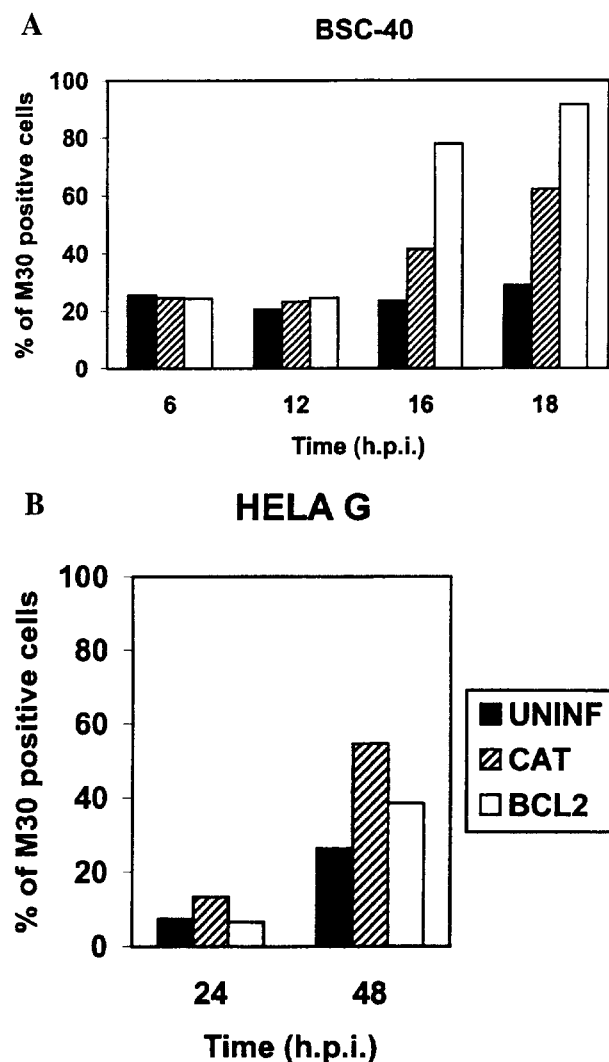 A
BSC-40
% of M30 positive cells
100
80
60
40
20
0
6 12 16 18
Time (h.p.i.)
B
HELA G
% of M30 positive cells
100
80
60
40
20
0
24 48
Time (h.p.i.)
UNINF
CAT
BCL2